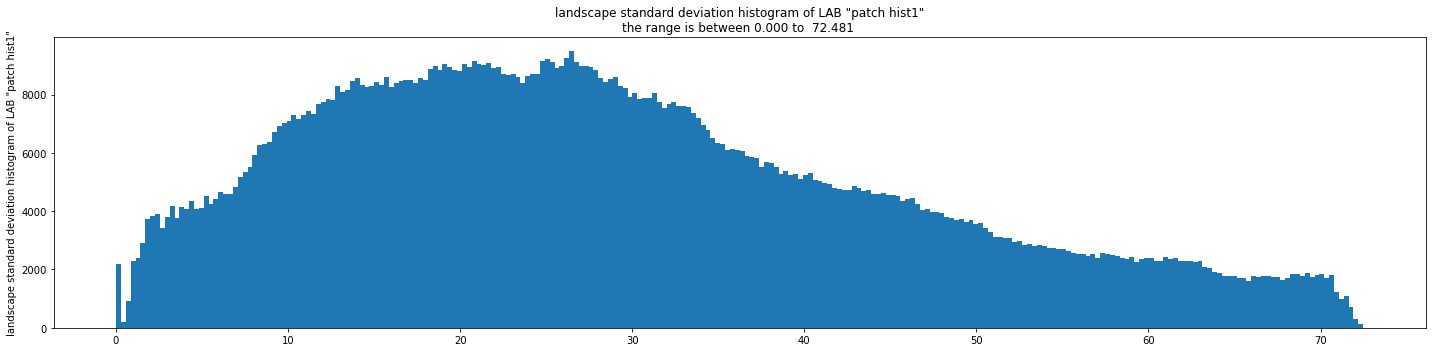 landscape standard deviation histogram of LAB "patch hist1"
the range is between 0.000 to  72.481
landscape standard deviation histogram of LAB "patch hist1"
8000
6000
4000
2000
0
0 10 20 30 40 50 60 70